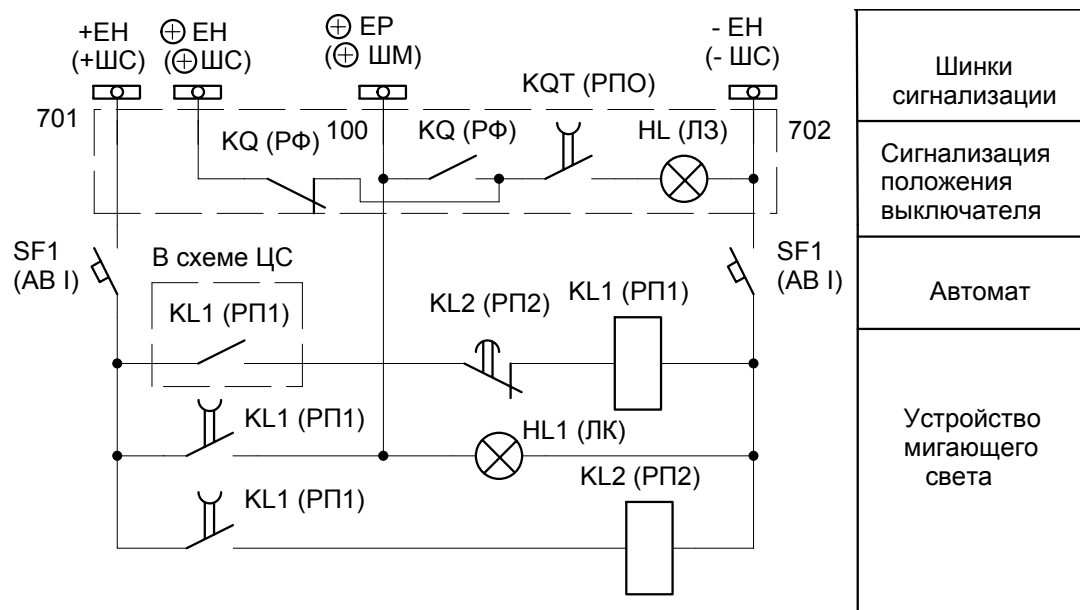 +ЕН
(+ШС)
⊕ ЕН
(⊕ШС)
⊕ ЕР
(⊕ ШМ)
- ЕН
(- ШС)
Шинки
сигнализации
KQT (РПО)
701
KQ (РФ)
100
KQ (РФ)
HL (ЛЗ)
702
Сигнализация
положения
выключателя
SF1
(АВ I)
В схеме ЦС
SF1
(АВ I)
Автомат
KL1 (РП1)
KL2 (РП2)
KL1 (РП1)
KL1 (РП1)
HL1 (ЛК)
Устройство
мигающего
света
KL1 (РП1)
KL2 (РП2)